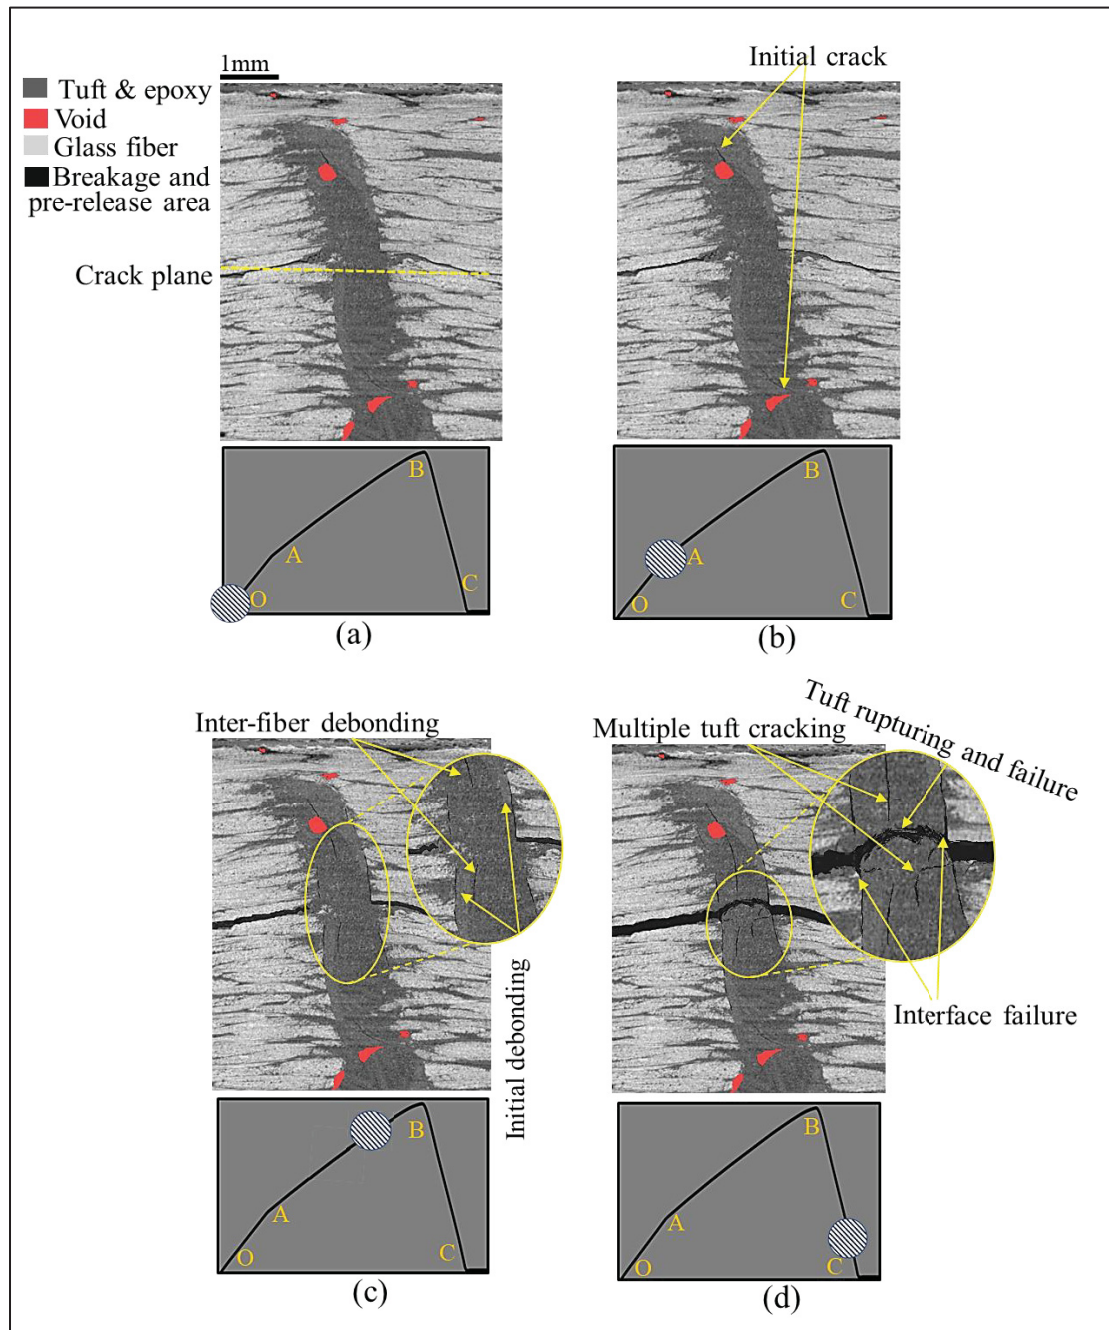 1mm
Tuft & epoxy
Void
Glass fiber
Breakage and
pre-release area
Crack plane
Initial crack
O
A
B
C
(a)
O
A
B
C
(b)
Inter-fiber debonding
Initial debonding
Multiple tuft cracking
Tuft rupturing and failure
Interface failure
O
A
B
C
(c)
O
A
B
C
(d)